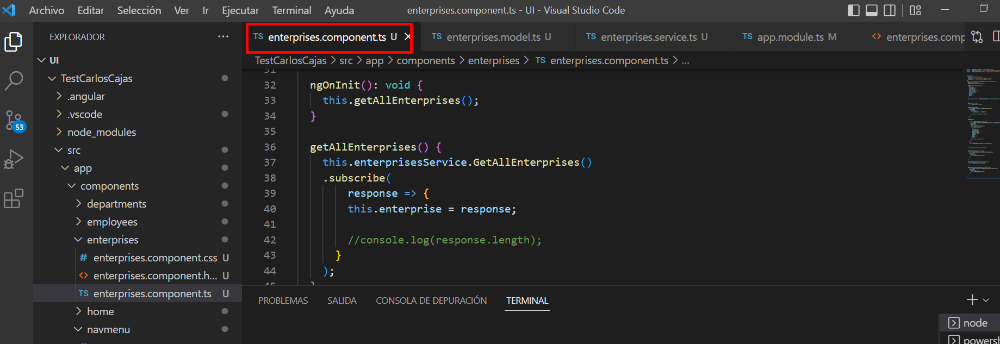 Archivo Editar Selección Ver Ir Ejecutar Terminal Ayuda enterprises.component.ts - UI - Visual Studio Code
EXPLORADOR ...
TS enterprises.component.ts U TS enterprises.model.ts U TS enterprises.service.ts U TS app.module.ts M <> enterprises.comp
TestCarlosCajas > src > app > components > enterprises > TS enterprises.component.ts > ...
UI
TestCarlosCajas
.angular
.vscode
node_modules
src
app
components
departments
employees
enterprises
# enterprises.component.css U
<> enterprises.component.h... U
TS enterprises.component.ts U
home
navmenu
53
31
32 ngOnInit(): void {
33 this.getAllEnterprises();
34 }
35
36 getAllEnterprises() {
37 this.enterprisesService.GetAllEnterprises()
38 .subscribe(
39 response => {
40 this.enterprise = response;
41
42 //console.log(response.length);
43 }
44 );
45 }
PROBLEMAS SALIDA CONSOLA DE DEPURACIÓN TERMINAL
node
powersh